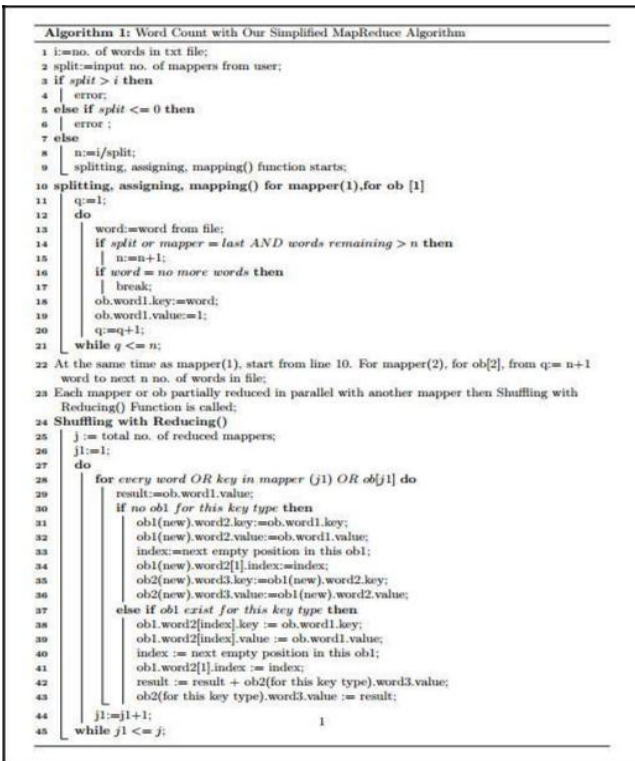 Algorithm 1: Word Count with Our Simplified MapReduce Algorithm
1 i:=no. of words in txt file;
2 split:=input no. of mappers from user;
3 if split > i then
4 error;
5 else if split <= 0 then
6 error ;
7 else
8 n:=i/split;
9 splitting, assigning, mapping() function starts;
10 splitting, assigning, mapping() for mapper(1),for ob [1]
11 q:=1;
12 do
13 word:=word from file;
14 if split or mapper = last AND words remaining > n then
15 n:=n+1;
16 if word = no more words then
17 break;
18 ob.word1.key:=word;
19 ob.word1.value:=1;
20 q:=q+1;
21 while q <= n;
22 At the same time as mapper(1), start from line 10. For mapper(2), for ob[2], from q:= n+1
word to next n no. of words in file;
23 Each mapper or ob partially reduced in parallel with another mapper then Shuffling with
Reducing() Function is called;
24 Shuffling with Reducing()
25 j := total no. of reduced mappers;
26 j1:=1;
27 do
28 for every word OR key in mapper (j1) OR ob[j1] do
29 result:=ob.word1.value;
30 if no ob1 for this key type then
31 ob1(new).word2.key:=ob.word1.key;
32 ob1(new).word2.value:=ob.word1.value;
33 index:=next empty position in this ob1;
34 ob1(new).word2[1].index:=index;
35 ob2(new).word3.key:=ob1(new).word2.key;
36 ob2(new).word3.value:=ob1(new).word2.value;
37 else if ob1 exist for this key type then
38 ob1.word2[index].key := ob.word1.key;
39 ob1.word2[index].value := ob.word1.value;
40 index := next empty position in this ob1;
41 ob1.word2[1].index := index;
42 result := result + ob2(for this key type).word3.value;
43 ob2(for this key type).word3.value := result;
44 j1:=j1+1;
45 while j1 <= j;
1